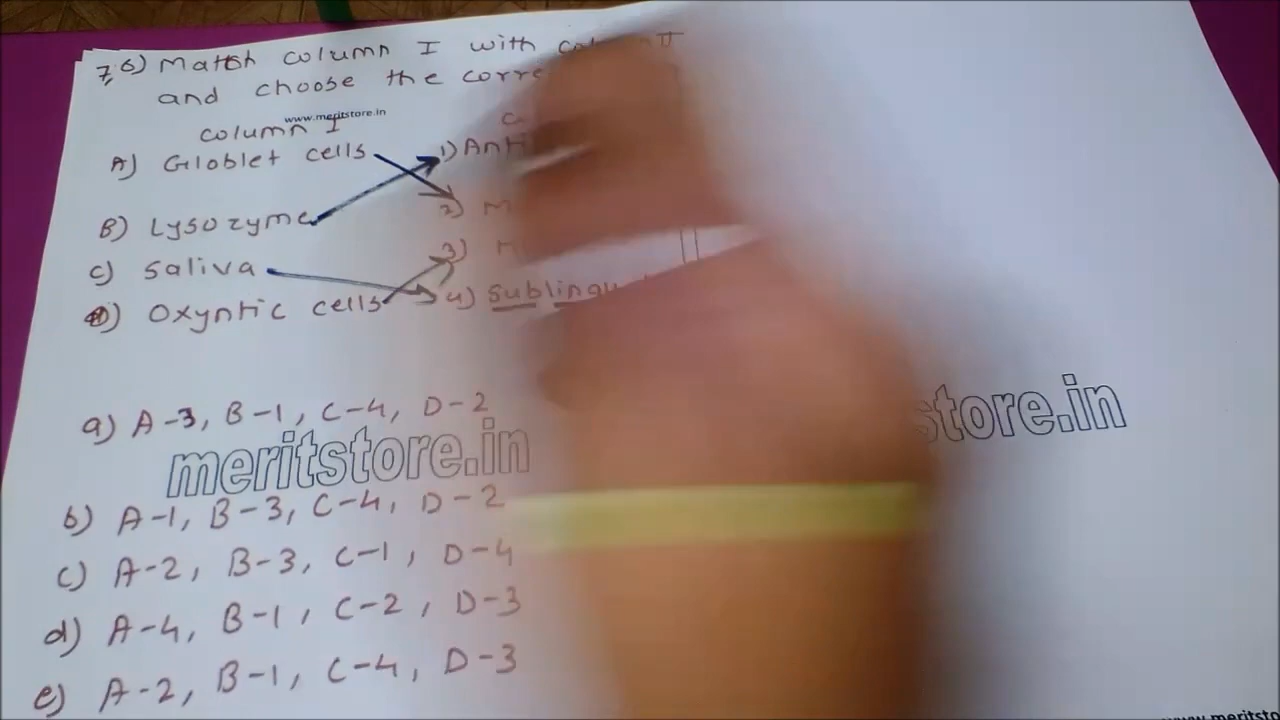 7,6) Match column I with
and choose the corre
www.meritstore.in
column I
A) Globlet cells 1) Anti
B) Lysozyme 2) M
C) Saliva 3) H
D) Oxyntic cells 4) Sublingu
a) A-3, B-1, C-4, D-2
meritstore.in store.in
b) A-1, B-3, C-4, D-2
c) A-2, B-3, C-1, D-4
d) A-4, B-1, C-2, D-3
e) A-2, B-1, C-4, D-3